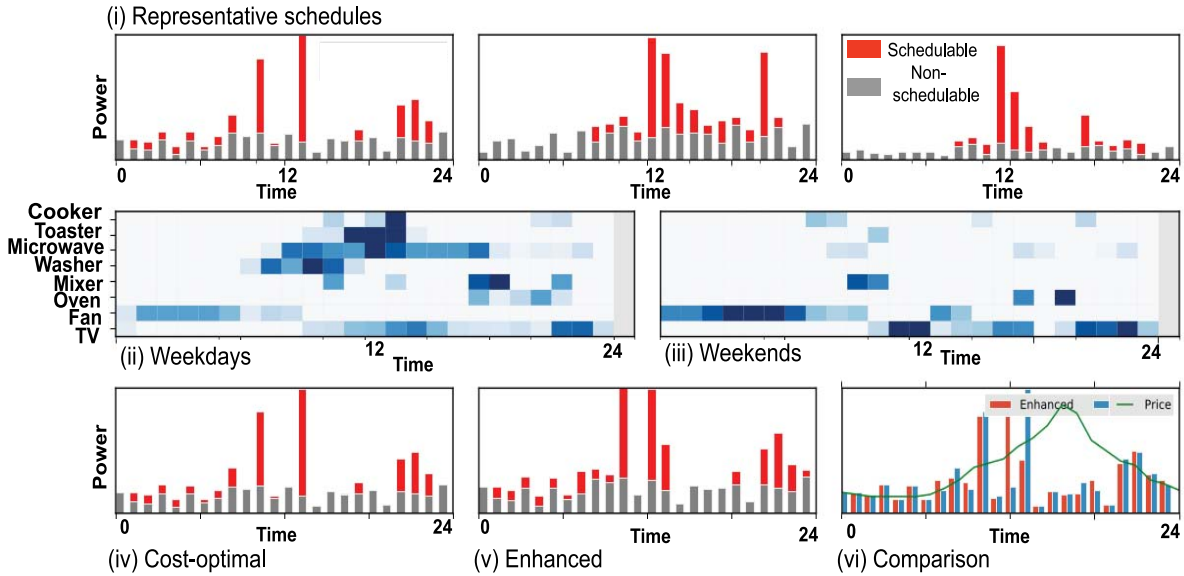 (i) Representative schedules
Power
0 12 24
Time
0 12 24
Time
Schedulable
Non-
schedulable
0 12 24
Time
Cooker
Toaster
Microwave
Washer
Mixer
Oven
Fan
TV
12 24
Time
(ii) Weekdays
12 24
Time
(iii) Weekends
Power
0 24
Time
(iv) Cost-optimal
0 24
Time
(v) Enhanced
Enhanced
Price
0 24
Time
(vi) Comparison